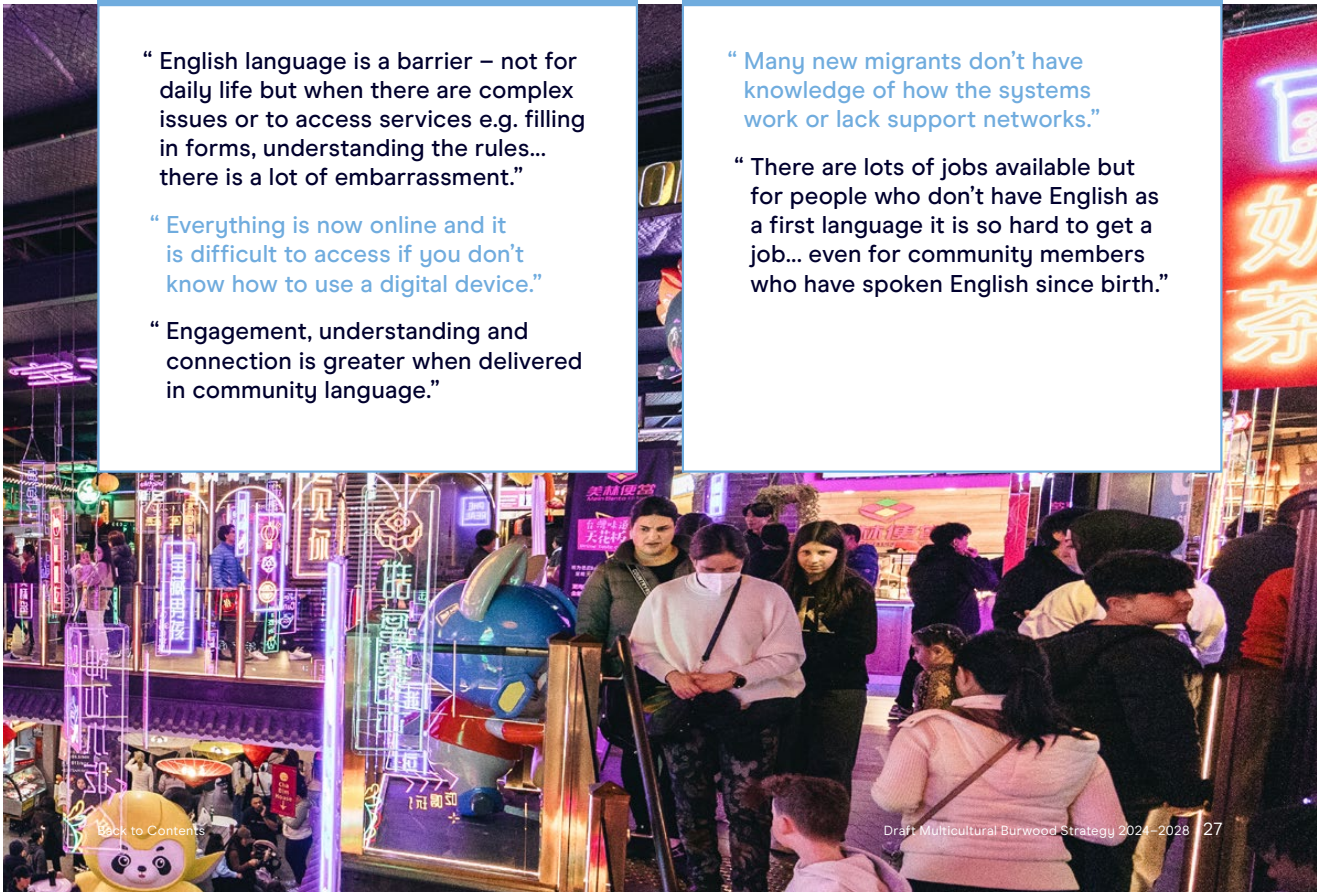 “ English language is a barrier – not for
daily life but when there are complex
issues or to access services e.g. filling
in forms, understanding the rules...
there is a lot of embarrassment.”
“ Everything is now online and it
is difficult to access if you don’t
know how to use a digital device.”
“ Engagement, understanding and
connection is greater when delivered
in community language.”
“ Many new migrants don’t have
knowledge of how the systems
work or lack support networks.”
“ There are lots of jobs available but
for people who don’t have English as
a first language it is so hard to get a
job... even for community members
who have spoken English since birth.”
奶
茶
美林便當
Back to Contents
Draft Multicultural Burwood Strategy 2024–2028
27